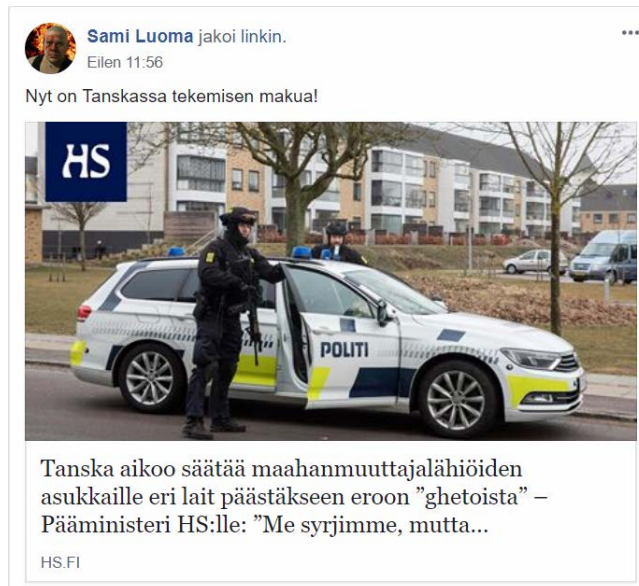 Sami Luoma jakoi linkin.
Eilen 11:56
Nyt on Tanskassa tekemisen makua!
HS
POLITI
Tanska aikoo säätää maahanmuuttajalähiöiden
asukkaille eri lait päästäkseen eroon ”ghetoista” –
Pääministeri HS:lle: ”Me syrjimme, mutta...
HS.FI